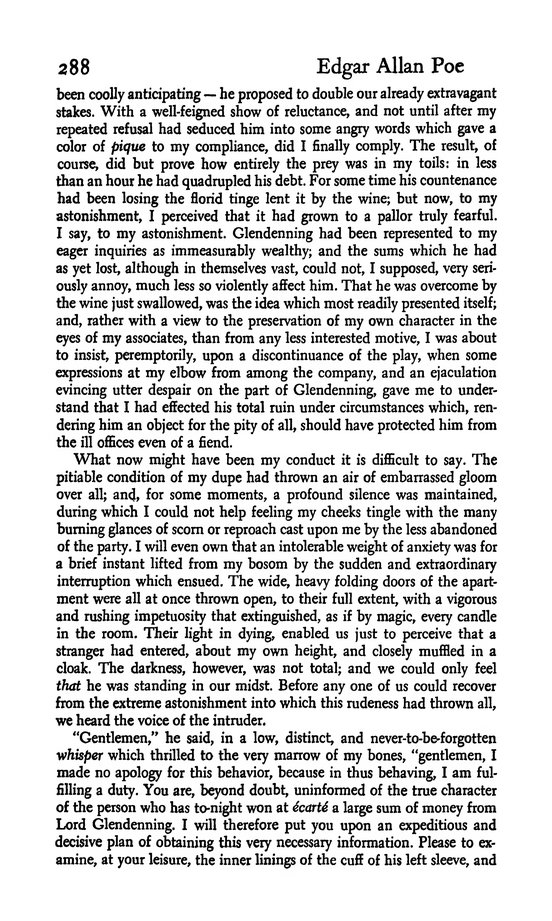 288 Edgar Allan Poe
been coolly anticipating — he proposed to double our already extravagant
stakes. With a well-feigned show of reluctance, and not until after my
repeated refusal had seduced him into some angry words which gave a
color of pique to my compliance, did I finally comply. The result, of
course, did but prove how entirely the prey was in my toils: in less
than an hour he had quadrupled his debt. For some time his countenance
had been losing the florid tinge lent it by the wine; but now, to my
astonishment, I perceived that it had grown to a pallor truly fearful.
I say, to my astonishment. Glendenning had been represented to my
eager inquiries as immeasurably wealthy; and the sums which he had
as yet lost, although in themselves vast, could not, I supposed, very seri-
ously annoy, much less so violently affect him. That he was overcome by
the wine just swallowed, was the idea which most readily presented itself;
and, rather with a view to the preservation of my own character in the
eyes of my associates, than from any less interested motive, I was about
to insist, peremptorily, upon a discontinuance of the play, when some
expressions at my elbow from among the company, and an ejaculation
evincing utter despair on the part of Glendenning, gave me to under-
stand that I had effected his total ruin under circumstances which, ren-
dering him an object for the pity of all, should have protected him from
the ill offices even of a fiend.
What now might have been my conduct it is difficult to say. The
pitiable condition of my dupe had thrown an air of embarrassed gloom
over all; and, for some moments, a profound silence was maintained,
during which I could not help feeling my cheeks tingle with the many
burning glances of scorn or reproach cast upon me by the less abandoned
of the party. I will even own that an intolerable weight of anxiety was for
a brief instant lifted from my bosom by the sudden and extraordinary
interruption which ensued. The wide, heavy folding doors of the apart-
ment were all at once thrown open, to their full extent, with a vigorous
and rushing impetuosity that extinguished, as if by magic, every candle
in the room. Their light in dying, enabled us just to perceive that a
stranger had entered, about my own height, and closely muffled in a
cloak. The darkness, however, was not total; and we could only feel
that he was standing in our midst. Before any one of us could recover
from the extreme astonishment into which this rudeness had thrown all,
we heard the voice of the intruder.
"Gentlemen," he said, in a low, distinct, and never-to-be-forgotten
whisper which thrilled to the very marrow of my bones, "gentlemen, I
made no apology for this behavior, because in thus behaving, I am ful-
filling a duty. You are, beyond doubt, uninformed of the true character
of the person who has to-night won at écarté a large sum of money from
Lord Glendenning. I will therefore put you upon an expeditious and
decisive plan of obtaining this very necessary information. Please to ex-
amine, at your leisure, the inner linings of the cuff of his left sleeve, and